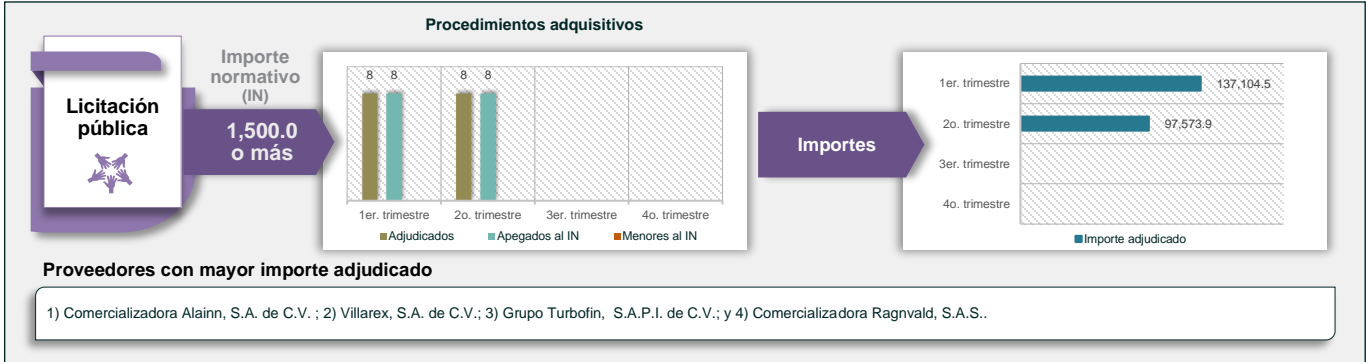 Procedimientos adquisitivos
Licitación
pública
Importe
normativo
(IN)
1,500.0
o más
8 8 8 8
1er. trimestre 2o. trimestre 3er. trimestre 4o. trimestre
Adjudicados Apegados al IN Menores al IN
Importes
1er. trimestre 137,104.5
2o. trimestre 97,573.9
3er. trimestre
4o. trimestre
Importe adjudicado
Proveedores con mayor importe adjudicado
1) Comercializadora Alainn, S.A. de C.V. ; 2) Villarex, S.A. de C.V.; 3) Grupo Turbofin, S.A.P.I. de C.V.; y 4) Comercializadora Ragnvald, S.A.S..